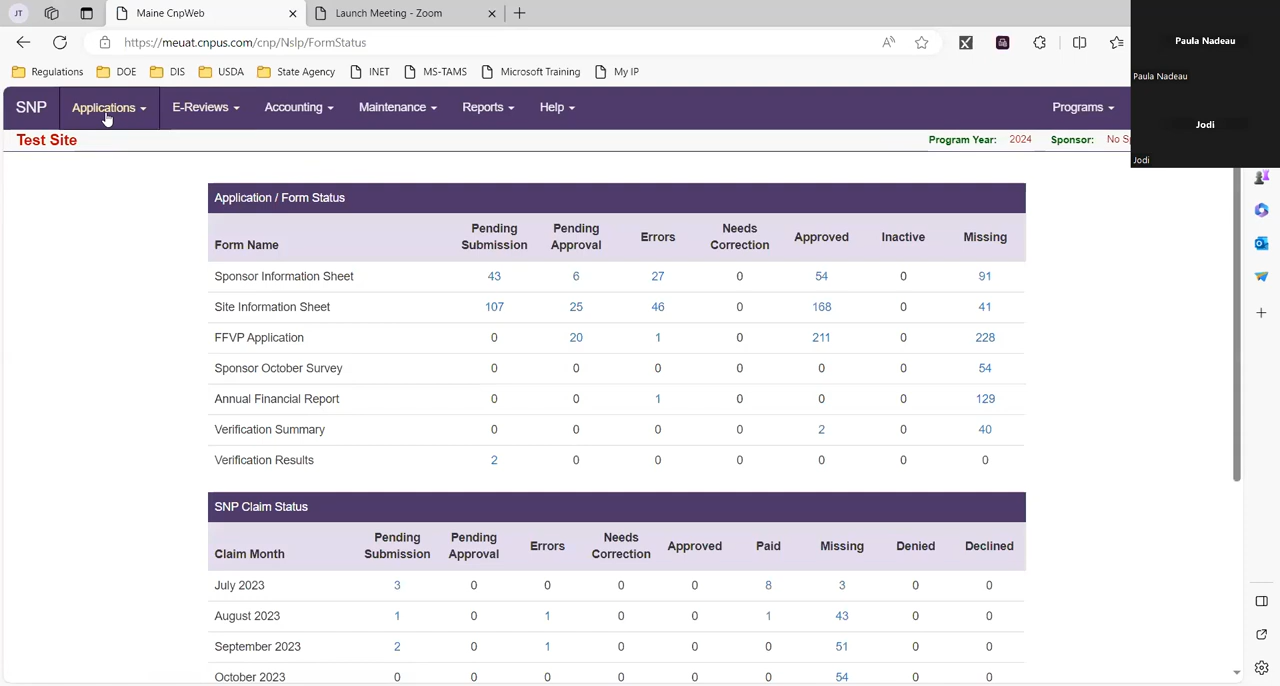 JT
Maine CnpWeb
Launch Meeting - Zoom
https://meuat.cnpus.com/cnp/Nslp/FormStatus
Regulations DOE DIS USDA State Agency INET MS-TAMS Microsoft Training My IP
Paula Nadeau
Paula Nadeau
Jodi
Jodi
SNP Applications E-Reviews Accounting Maintenance Reports Help Programs
Test Site Program Year: 2024 Sponsor: No
Application / Form Status
Form Name Pending Submission Pending Approval Errors Needs Correction Approved Inactive Missing
Sponsor Information Sheet 43 6 27 0 54 0 91
Site Information Sheet 107 25 46 0 168 0 41
FFVP Application 0 20 1 0 211 0 228
Sponsor October Survey 0 0 0 0 0 0 54
Annual Financial Report 0 0 1 0 0 0 129
Verification Summary 0 0 0 0 2 0 40
Verification Results 2 0 0 0 0 0 0
SNP Claim Status
Claim Month Pending Submission Pending Approval Errors Needs Correction Approved Paid Missing Denied Declined
July 2023 3 0 0 0 0 8 3 0 0
August 2023 1 0 1 0 0 1 43 0 0
September 2023 2 0 1 0 0 0 51 0 0
October 2023 0 0 0 0 0 0 54 0 0